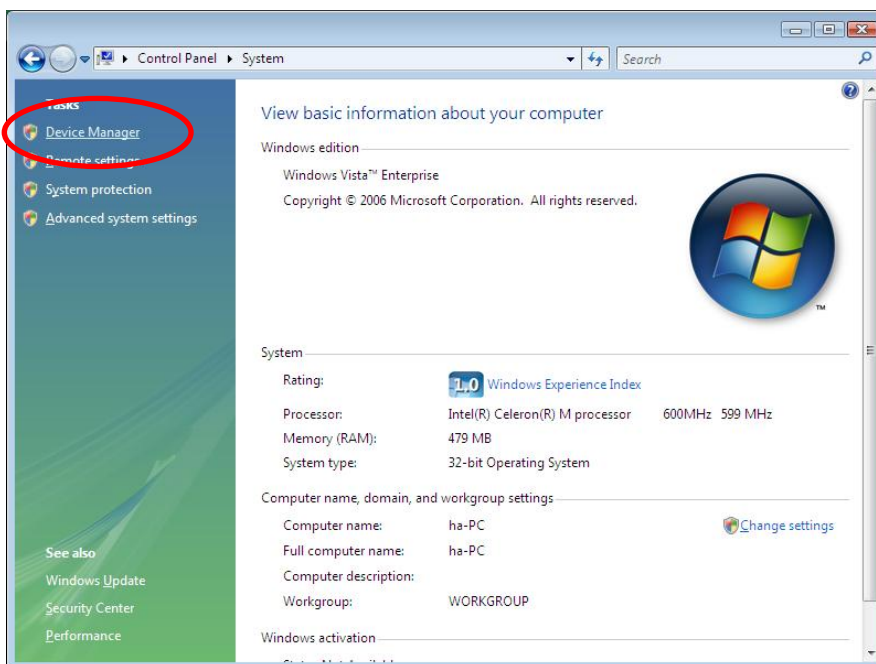 Control Panel ▸ System
Search
Tasks
Device Manager
Remote settings
System protection
Advanced system settings
See also
Windows Update
Security Center
Performance
View basic information about your computer
Windows edition
Windows Vista™ Enterprise
Copyright © 2006 Microsoft Corporation. All rights reserved.
TM
System
Rating: 1.0 Windows Experience Index
Processor: Intel(R) Celeron(R) M processor 600MHz 599 MHz
Memory (RAM): 479 MB
System type: 32-bit Operating System
Computer name, domain, and workgroup settings
Computer name: ha-PC Change settings
Full computer name: ha-PC
Computer description:
Workgroup: WORKGROUP
Windows activation